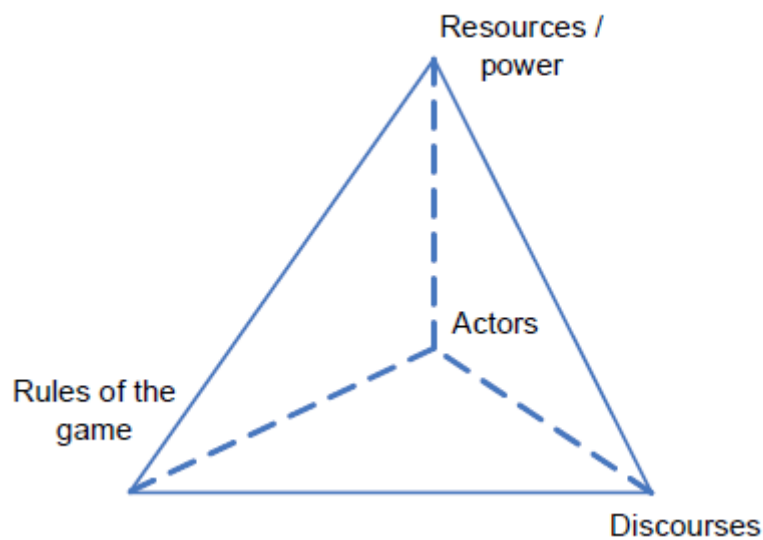 Resources /
power
Actors
Rules of the
game
Discourses